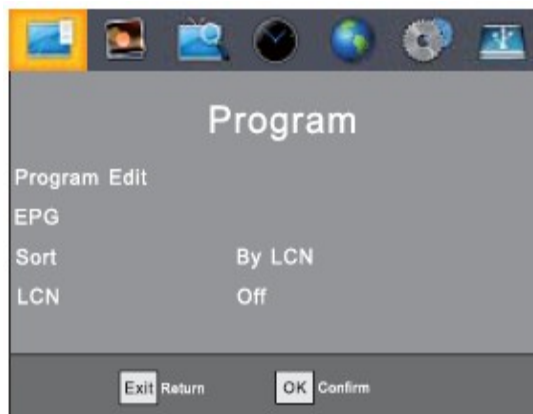 Program
Program Edit
EPG
Sort By LCN
LCN Off
Exit Return OK Confirm